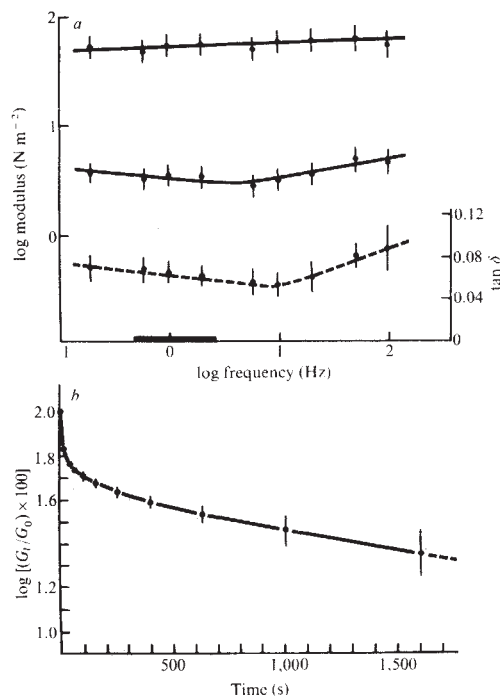 a
2
1
0
log modulus (N m⁻²)
0.12
0.08
0.04
0
tan δ
1 0 1 2
log frequency (Hz)
b
2.0
1.8
1.6
1.4
1.2
1.0
log [(Gₜ/G₀) × 100]
500 1,000 1,500
Time (s)